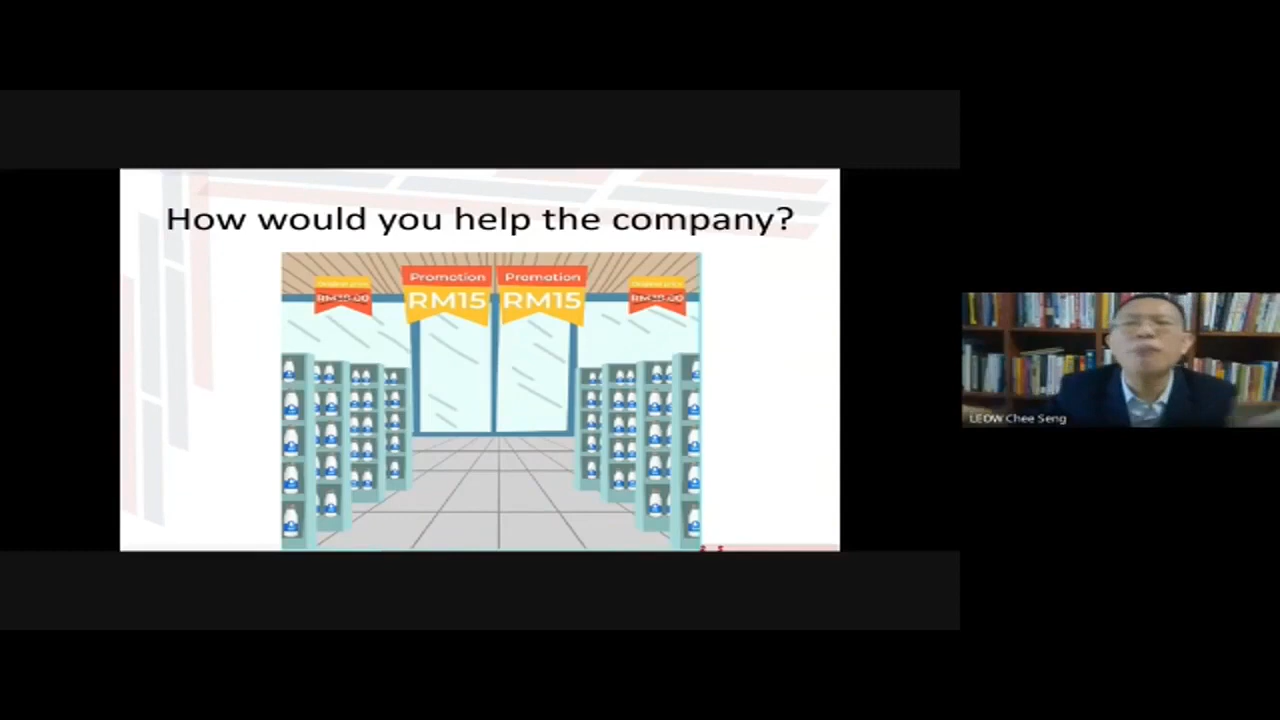 How would you help the company?
Promotion
RM15
Promotion
RM15
LEOW Chee Seng